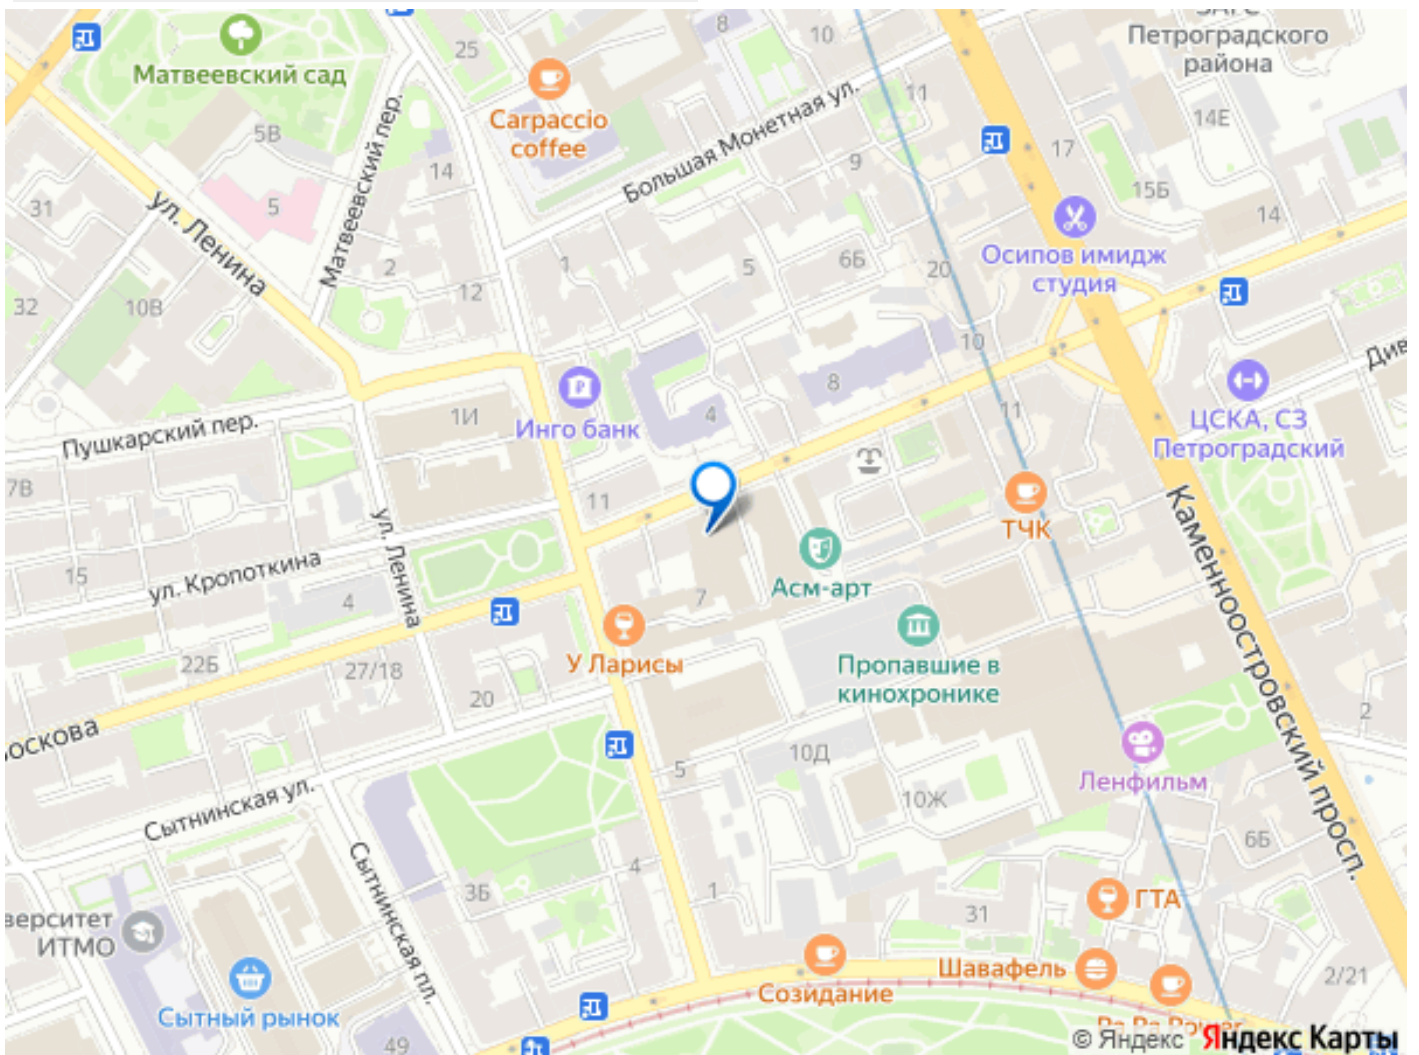 Петроградского
района
Матвеевский сад
25
8
10
Carpaccio
coffee
Большая Монетная ул.
11
14Е
5В
Матвеевский пер.
14
9
17
15Б
31
5
ул. Ленина
14
2
1
5
6Б
20
Осипов имидж
студия
32
10В
12
10
Див
8
1И
Инго банк
4
11
ЦСКА, СЗ
Петроградский
Пушкарский пер.
7В
11
ул. Ленина
ТЧК
Каменноостровский просп.
15
ул. Кропоткина
4
7
Асм-арт
22Б
27/18
У Ларисы
Пропавшие в
кинохронике
20
2
оскова
5
10Д
Ленфильм
10Ж
Сытнинская ул.
6Б
Сытнинская пл.
3Б
4
1
31
ГТА
верситет
ИТМО
Шавафель
2/21
Созидание
Сытный рынок
49
© Яндекс Яндекс Карты